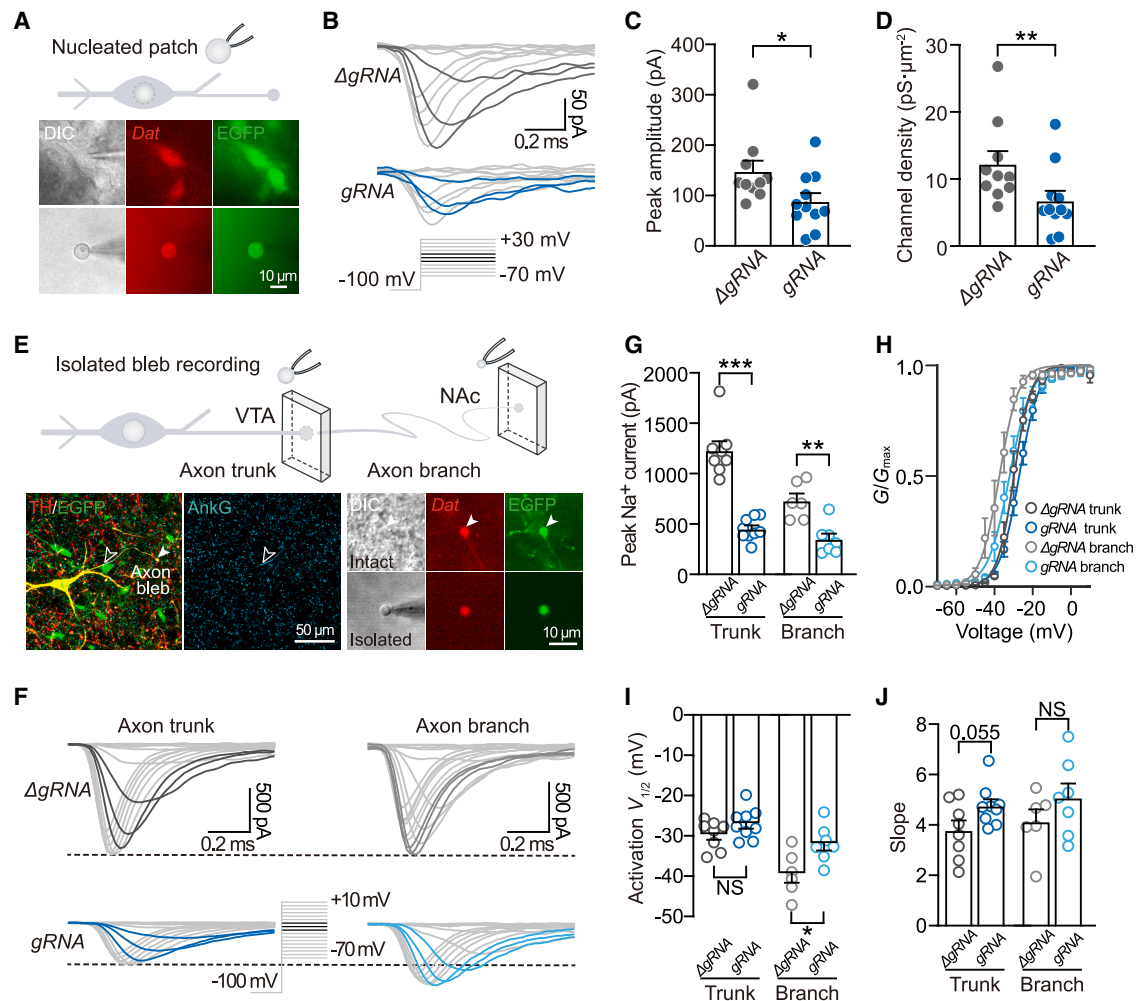 A
Nucleated patch
DIC
Dat
EGFP
10 µm
B
ΔgRNA
50 pA
0.2 ms
gRNA
+30 mV
-100 mV
-70 mV
C
*
Peak amplitude (pA)
400
300
200
100
0
ΔgRNA
gRNA
D
**
Channel density (pS·µm⁻²)
30
20
10
0
ΔgRNA
gRNA
E
Isolated bleb recording
VTA
NAc
Axon trunk
Axon branch
TH/EGFP
AnkG
Axon
bleb
50 µm
DIC
Dat
EGFP
Intact
Isolated
10 µm
F
Axon trunk
Axon branch
ΔgRNA
500 pA
0.2 ms
500 pA
0.2 ms
gRNA
+10 mV
-70 mV
-100 mV
G
***
**
Peak Na⁺ current (pA)
2000
1500
1000
500
0
ΔgRNA
gRNA
ΔgRNA
gRNA
Trunk
Branch
H
G/Gmax
1.0
0.5
0.0
ΔgRNA trunk
gRNA trunk
ΔgRNA branch
gRNA branch
-60
-40
-20
0
Voltage (mV)
I
Activation V1/2 (mV)
0
-10
-20
-30
-40
-50
NS
*
ΔgRNA
gRNA
ΔgRNA
gRNA
Trunk
Branch
J
NS
0.055
Slope
8
6
4
2
0
ΔgRNA
gRNA
ΔgRNA
gRNA
Trunk
Branch